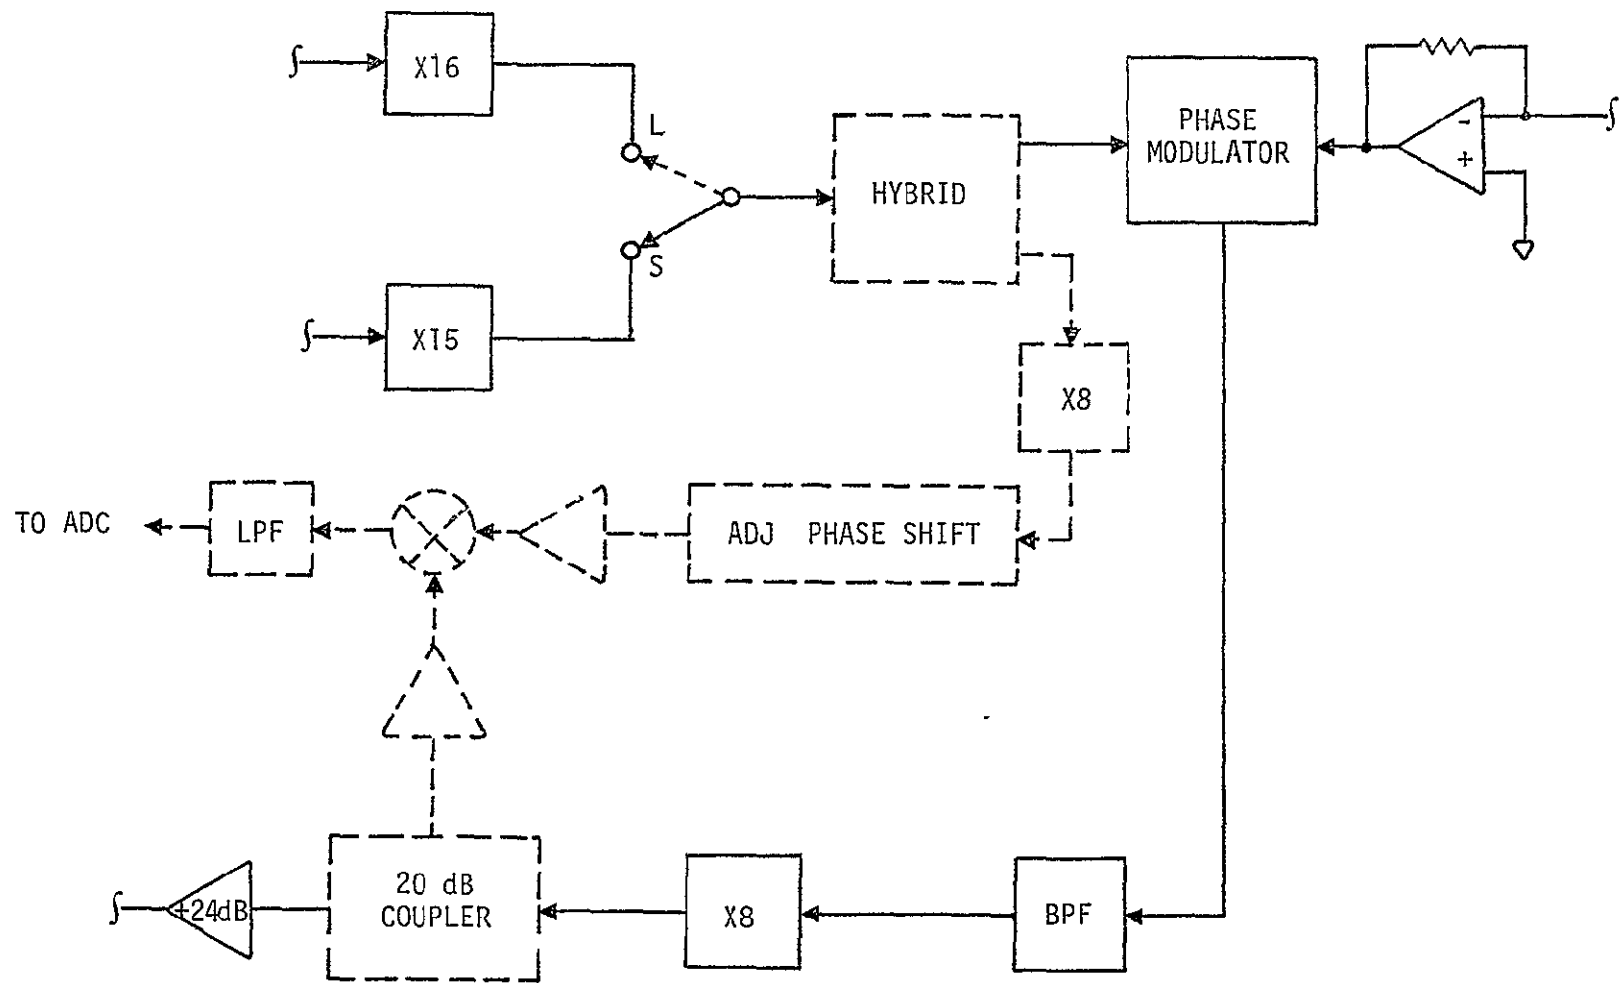 X16
L
PHASE
MODULATOR
-
+
HYBRID
S
X15
X8
TO ADC
LPF
ADJ PHASE SHIFT
+24dB
20 dB
COUPLER
X8
BPF